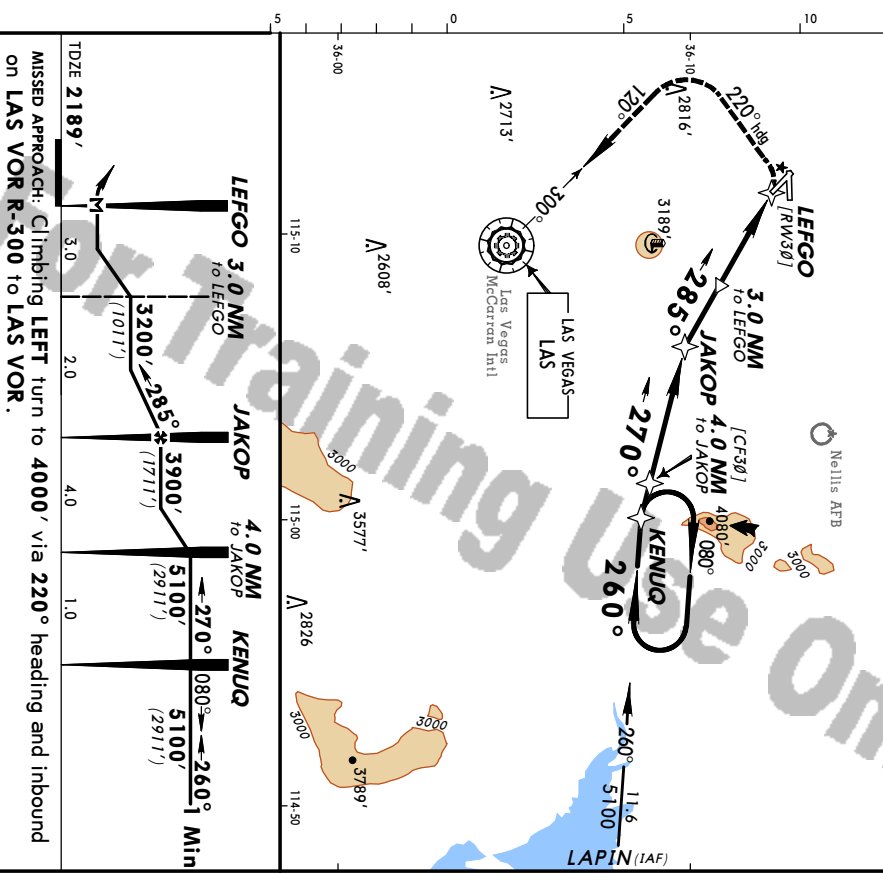 5
0
5
10
36-00
36-10
115-10
115-00
114-50
2713'
2816'
120°
220° hdg
300°
3189'
LEFGO
[RW3Ø]
3.0 NM
to LEFGO
285°
JAKOP
[CF3Ø]
4.0 NM
to JAKOP
270°
KENUQ
260°
080°
4080'
3000
3000
Nellis AFB
2608'
Las Vegas
McCarran Intl
LAS VEGAS
LAS
3000
3577'
2826
3000
3000
3789'
260°
11.6
5100
LAPIN (IAF)
LEFGO
3.0 NM
to LEFGO
JAKOP
4.0 NM
to JAKOP
KENUQ
3200'
(1011')
285°
3900'
(1711')
5100'
(2911')
270°
080°
260°
5100'
(2911')
1 Min
M
TDZE 2189'
3.0
2.0
4.0
1.0
MISSED APPROACH: Climbing LEFT turn to 4000' via 220° heading and inbound
on LAS VOR R-300 to LAS VOR.
For Training Use On